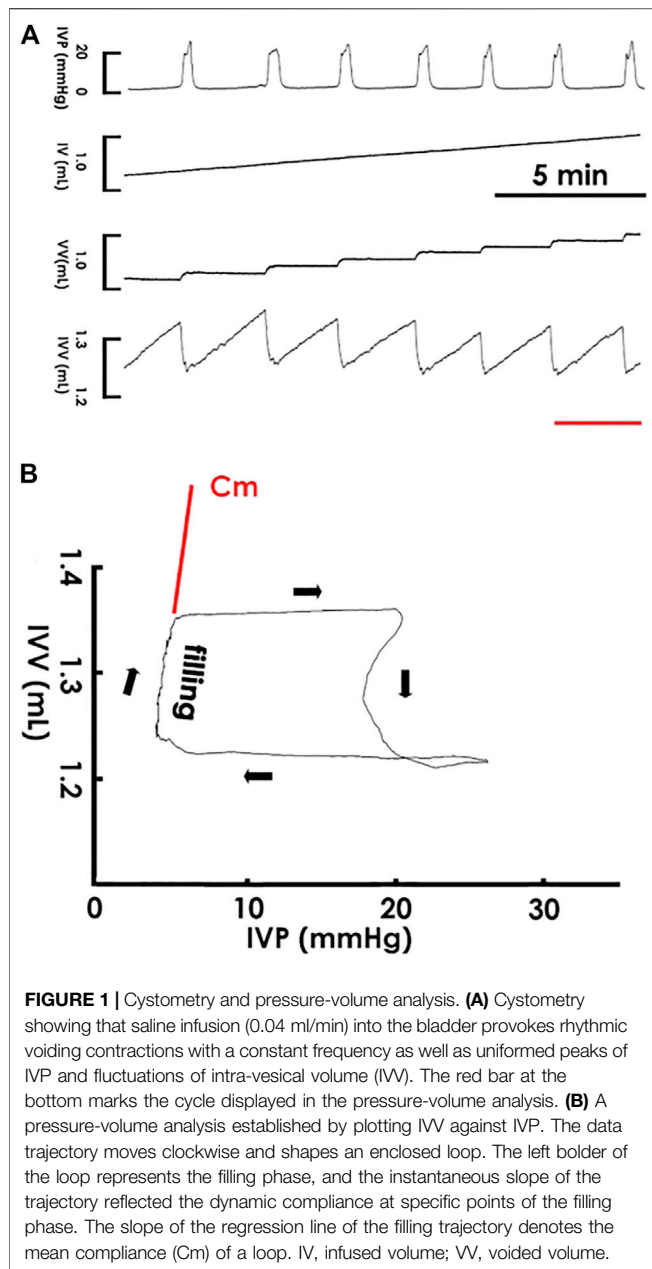 A
IVP
(mmHg)
20
0
IV
(mL)
1.0
5 min
VV(mL)
1.0
IVV
(mL)
1.3
1.2
B
Cm
1.4
1.3
1.2
IVV (mL)
filling
0
10
20
30
IVP (mmHg)
FIGURE 1 | Cystometry and pressure-volume analysis. (A) Cystometry
showing that saline infusion (0.04 ml/min) into the bladder provokes rhythmic
voiding contractions with a constant frequency as well as uniformed peaks of
IVP and fluctuations of intra-vesical volume (IVV). The red bar at the
bottom marks the cycle displayed in the pressure-volume analysis. (B) A
pressure-volume analysis established by plotting IVV against IVP. The data
trajectory moves clockwise and shapes an enclosed loop. The left bolder of
the loop represents the filling phase, and the instantaneous slope of the
trajectory reflected the dynamic compliance at specific points of the filling
phase. The slope of the regression line of the filling trajectory denotes the
mean compliance (Cm) of a loop. IV, infused volume; VV, voided volume.